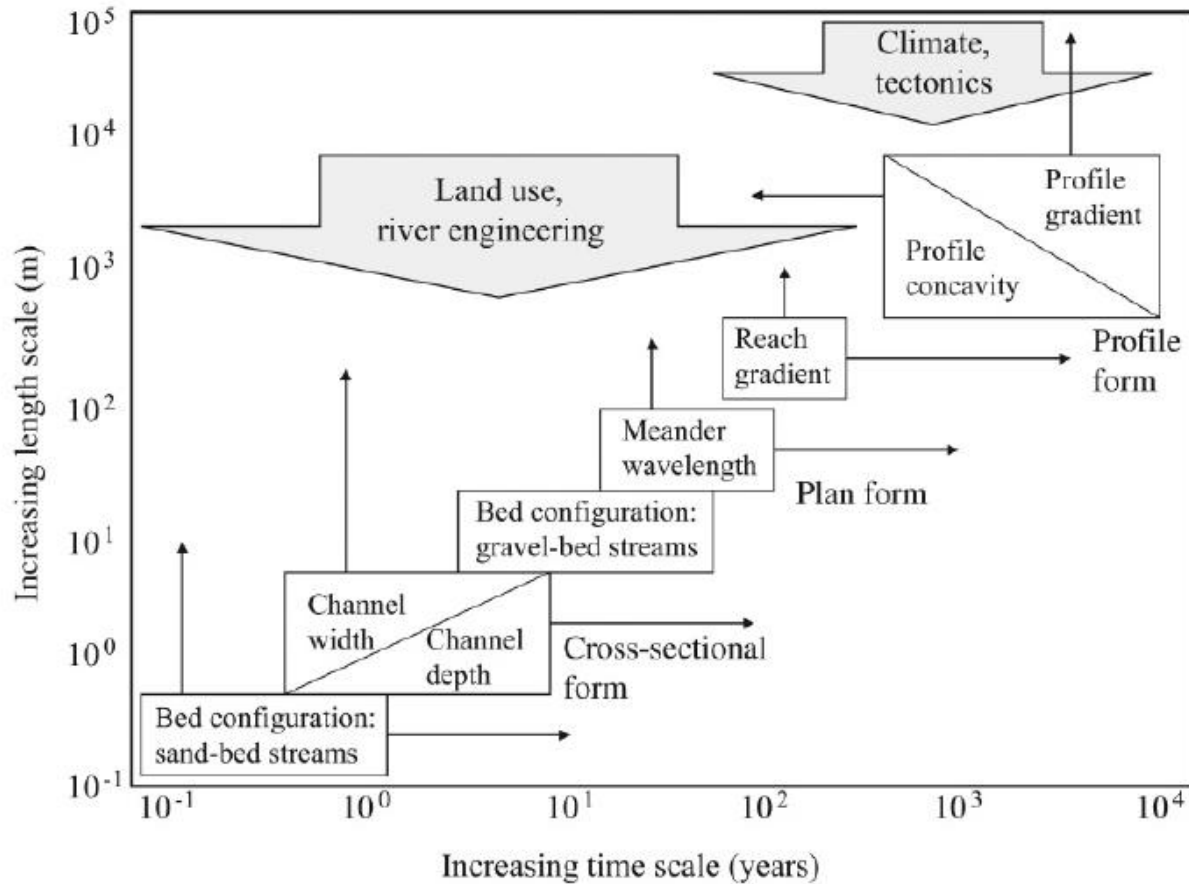 10^5
10^4
10^3
10^2
10^1
10^0
10^-1
Increasing length scale (m)
Climate,
tectonics
Land use,
river engineering
Profile
gradient
Profile
concavity
Profile
form
Reach
gradient
Meander
wavelength
Plan form
Bed configuration:
gravel-bed streams
Channel
width
Channel
depth
Cross-sectional
form
Bed configuration:
sand-bed streams
10^-1 10^0 10^1 10^2 10^3 10^4
Increasing time scale (years)